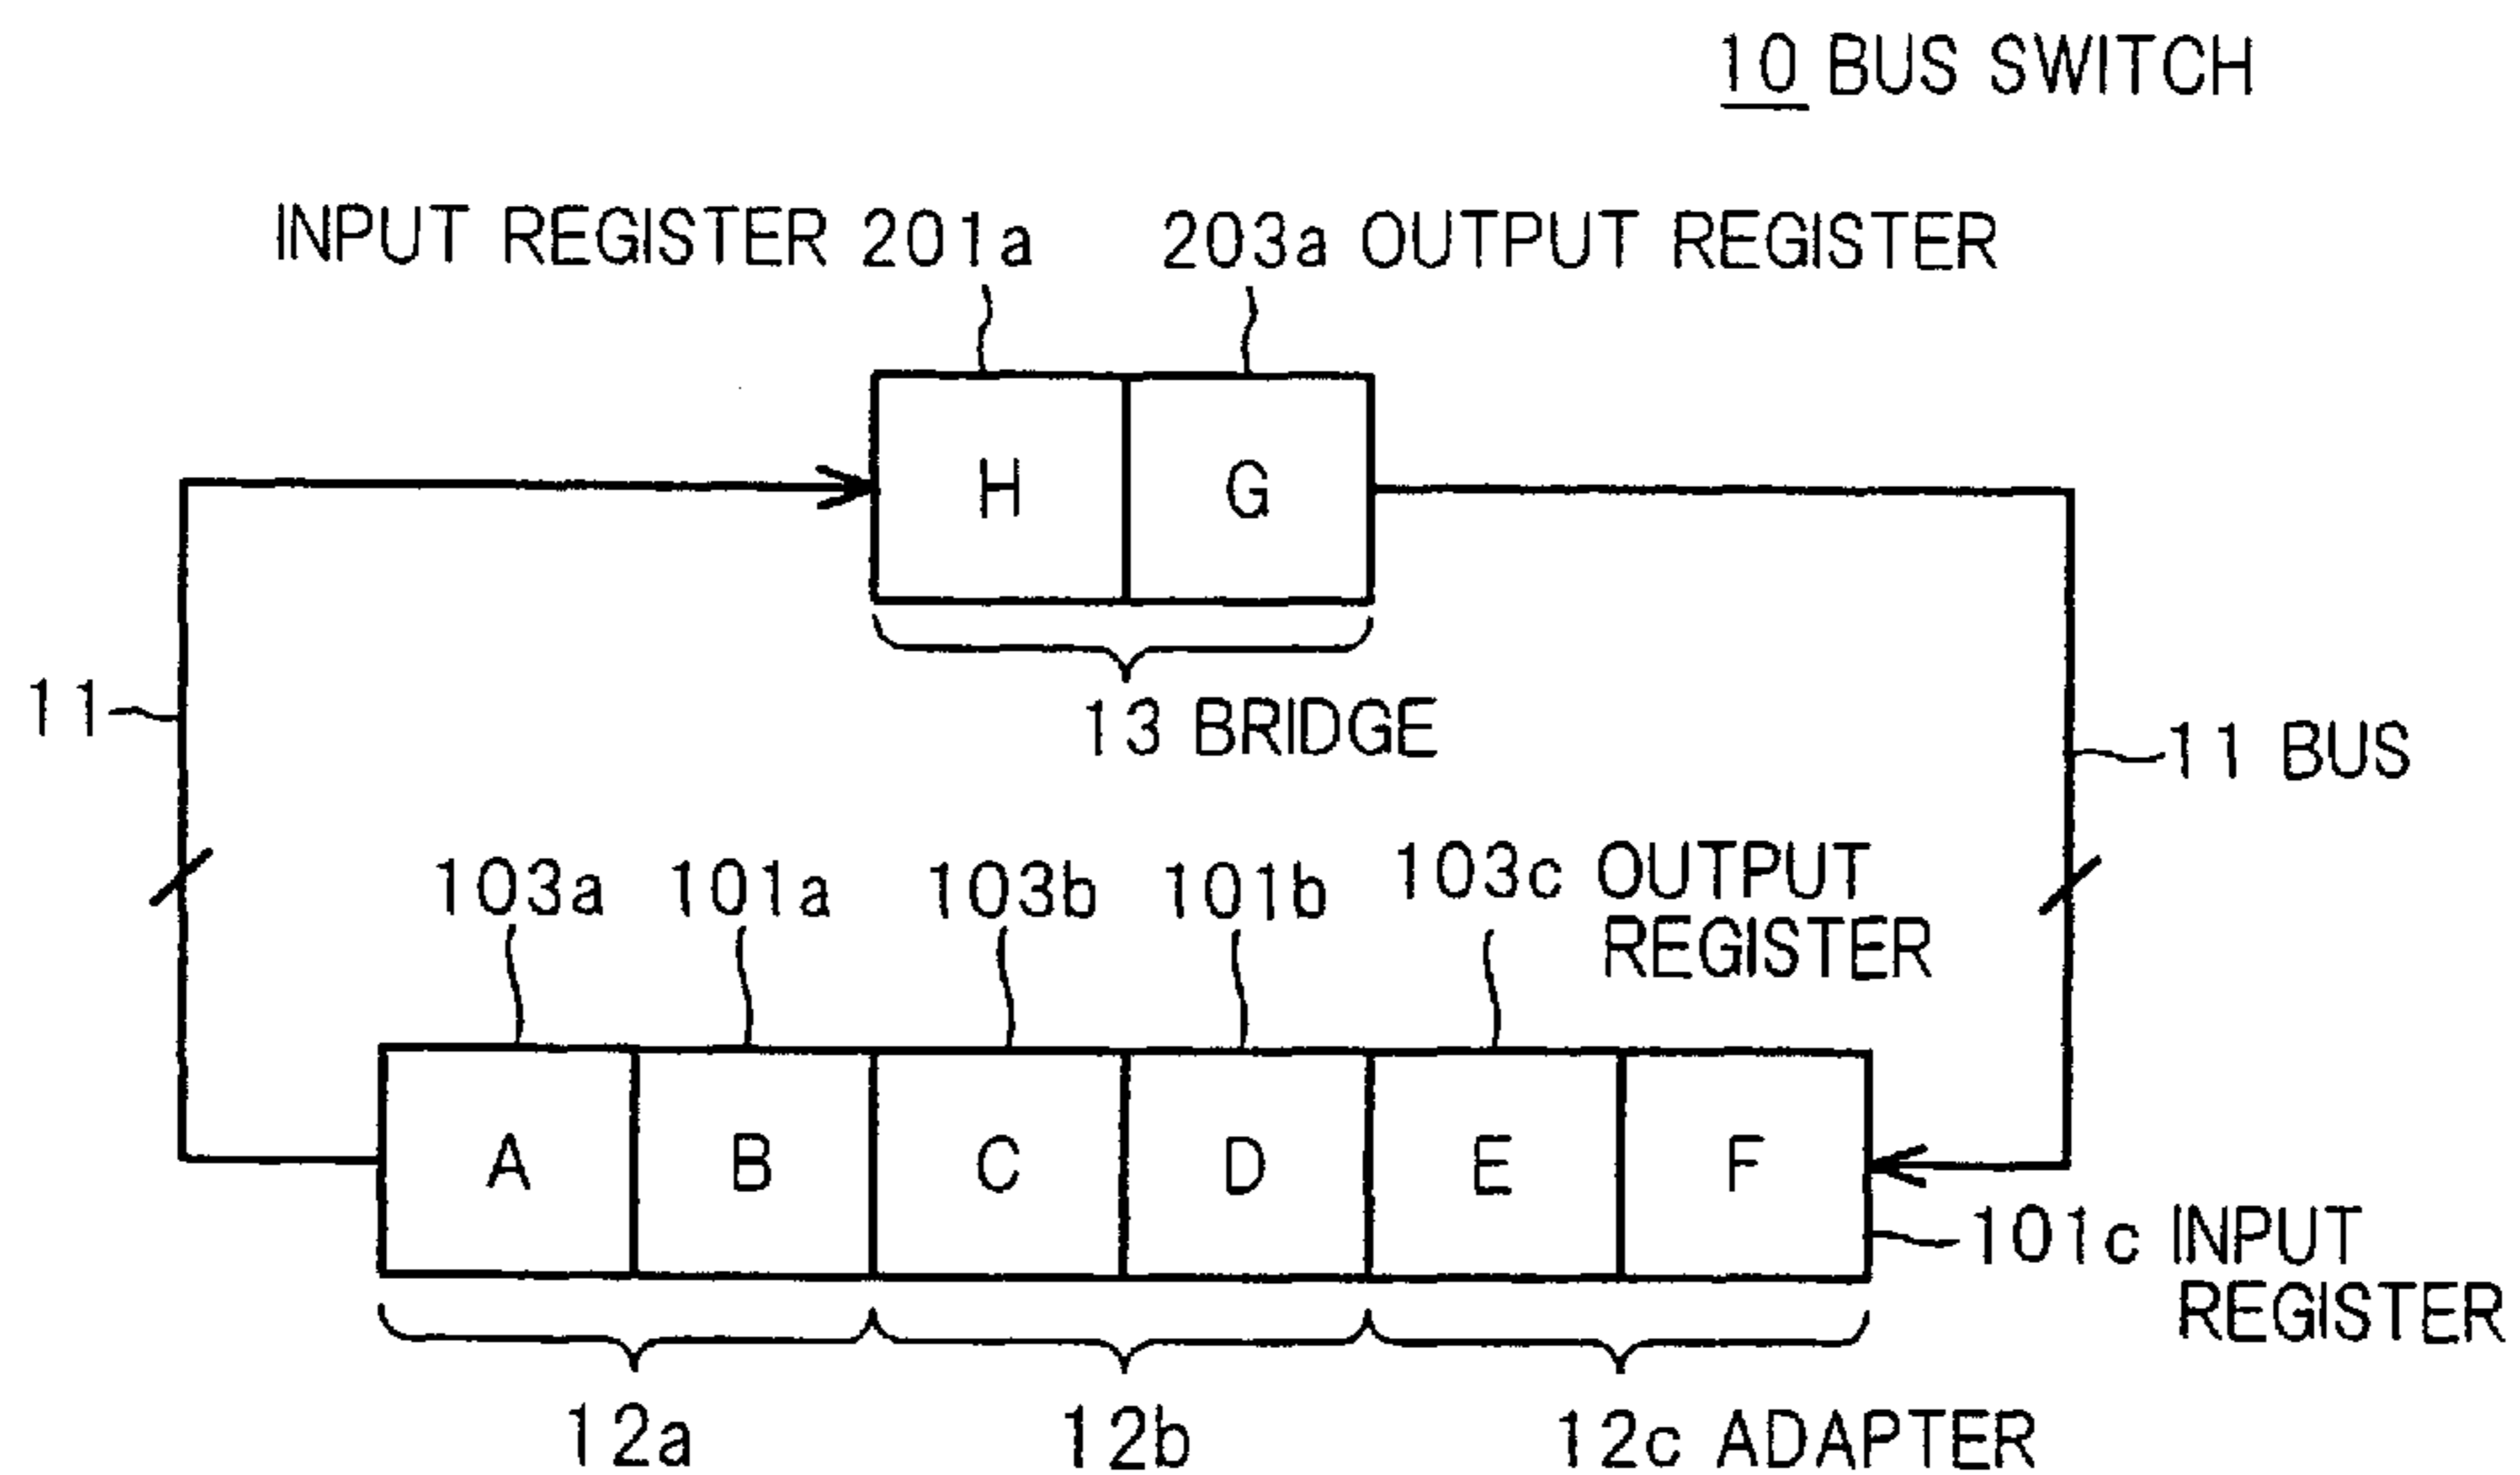 10 BUS SWITCH
INPUT REGISTER 201a
203a OUTPUT REGISTER
H
G
13 BRIDGE
11
11 BUS
103a
101a
103b
101b
103c OUTPUT
REGISTER
A
B
C
D
E
F
101c INPUT
REGISTER
12a
12b
12c ADAPTER